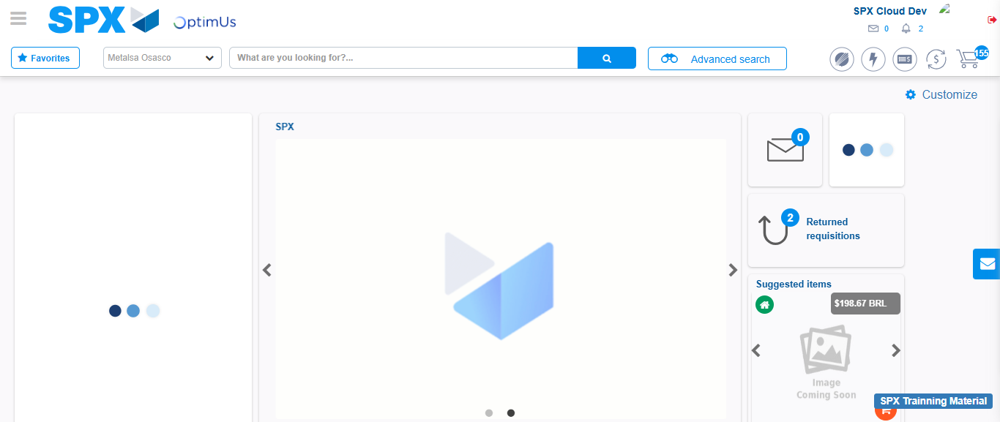 SPX
OptimUs
SPX Cloud Dev
0
2
Favorites
Metalsa Osasco
What are you looking for?...
Advanced search
$
155
Customize
SPX
0
2
Returned
requisitions
Suggested items
$198.67 BRL
Image
Coming Soon
SPX Trainning Material